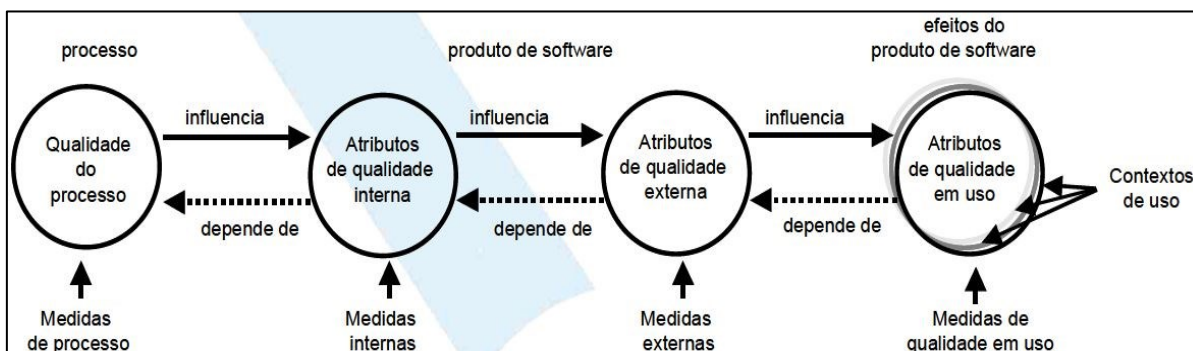 processo
produto de software
efeitos do
produto de software
Qualidade
do
processo
influencia
depende de
Atributos
de qualidade
interna
influencia
depende de
Atributos
de qualidade
externa
influencia
depende de
Atributos
de qualidade
em uso
Contextos
de uso
Medidas
de processo
Medidas
internas
Medidas
externas
Medidas de
qualidade em uso